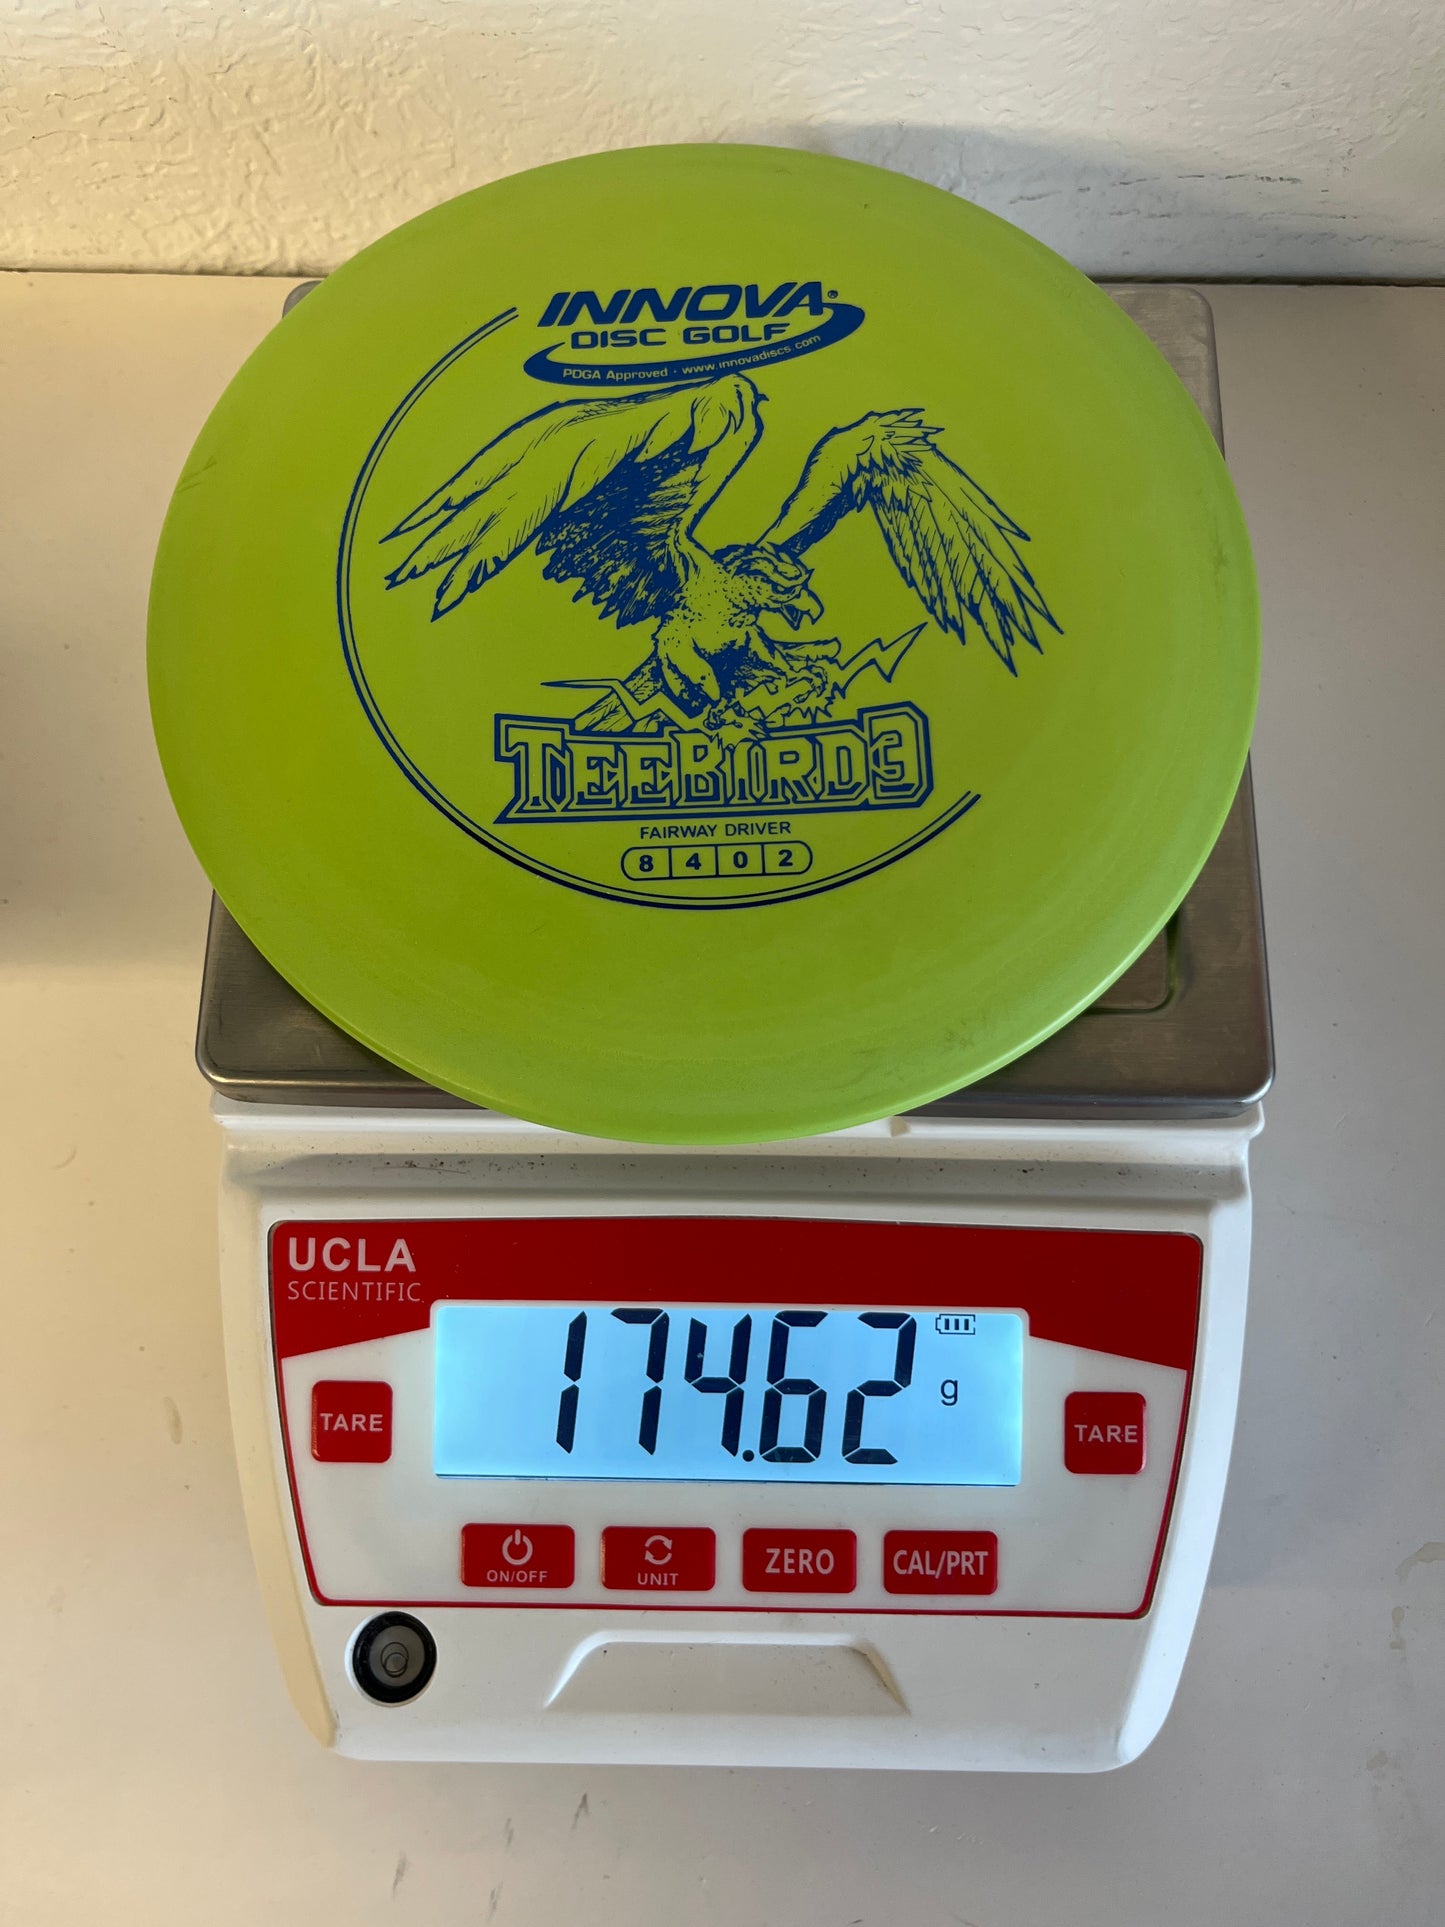 INNOVA®
DISC GOLF
PDGA Approved · www.innovadiscs.com
TEEBIRD3
FAIRWAY DRIVER
8 4 0 2
UCLA
SCIENTIFIC
174.62 g
TARE
TARE
ON/OFF
UNIT
ZERO
CAL/PRT